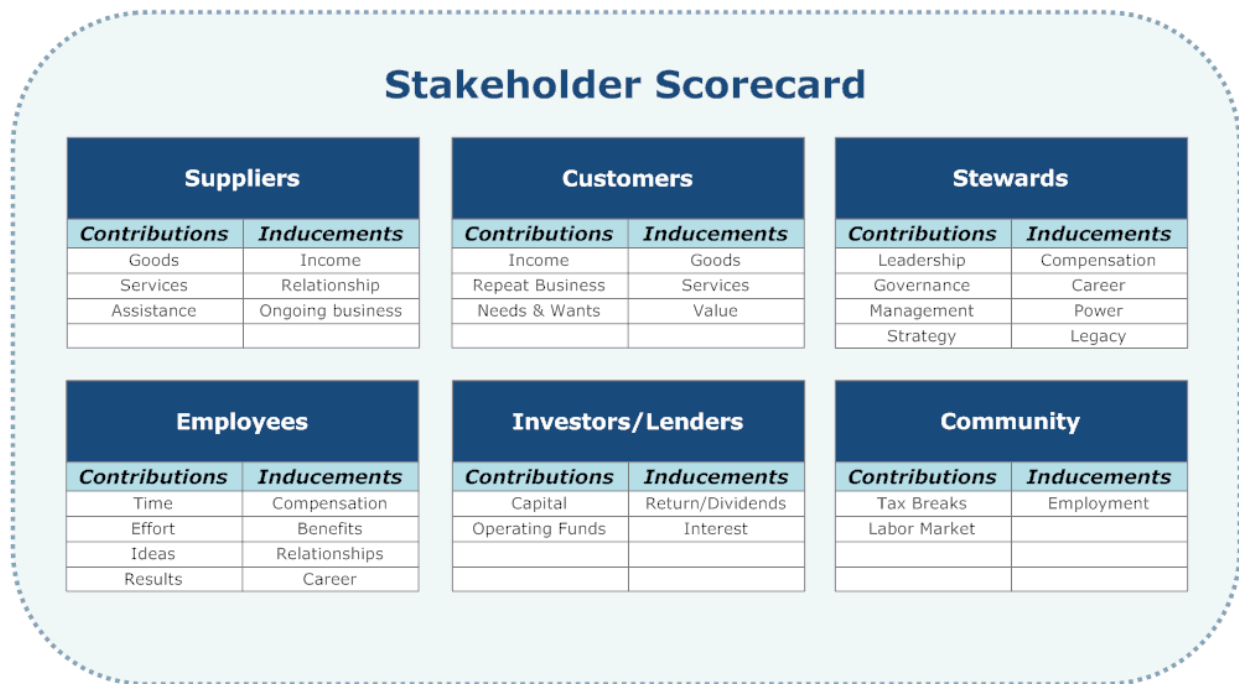 Stakeholder Scorecard
Suppliers
Contributions Inducements
Goods Income
Services Relationship
Assistance Ongoing business
Customers
Contributions Inducements
Income Goods
Repeat Business Services
Needs & Wants Value
Stewards
Contributions Inducements
Leadership Compensation
Governance Career
Management Power
Strategy Legacy
Employees
Contributions Inducements
Time Compensation
Effort Benefits
Ideas Relationships
Results Career
Investors/Lenders
Contributions Inducements
Capital Return/Dividends
Operating Funds Interest
Community
Contributions Inducements
Tax Breaks Employment
Labor Market